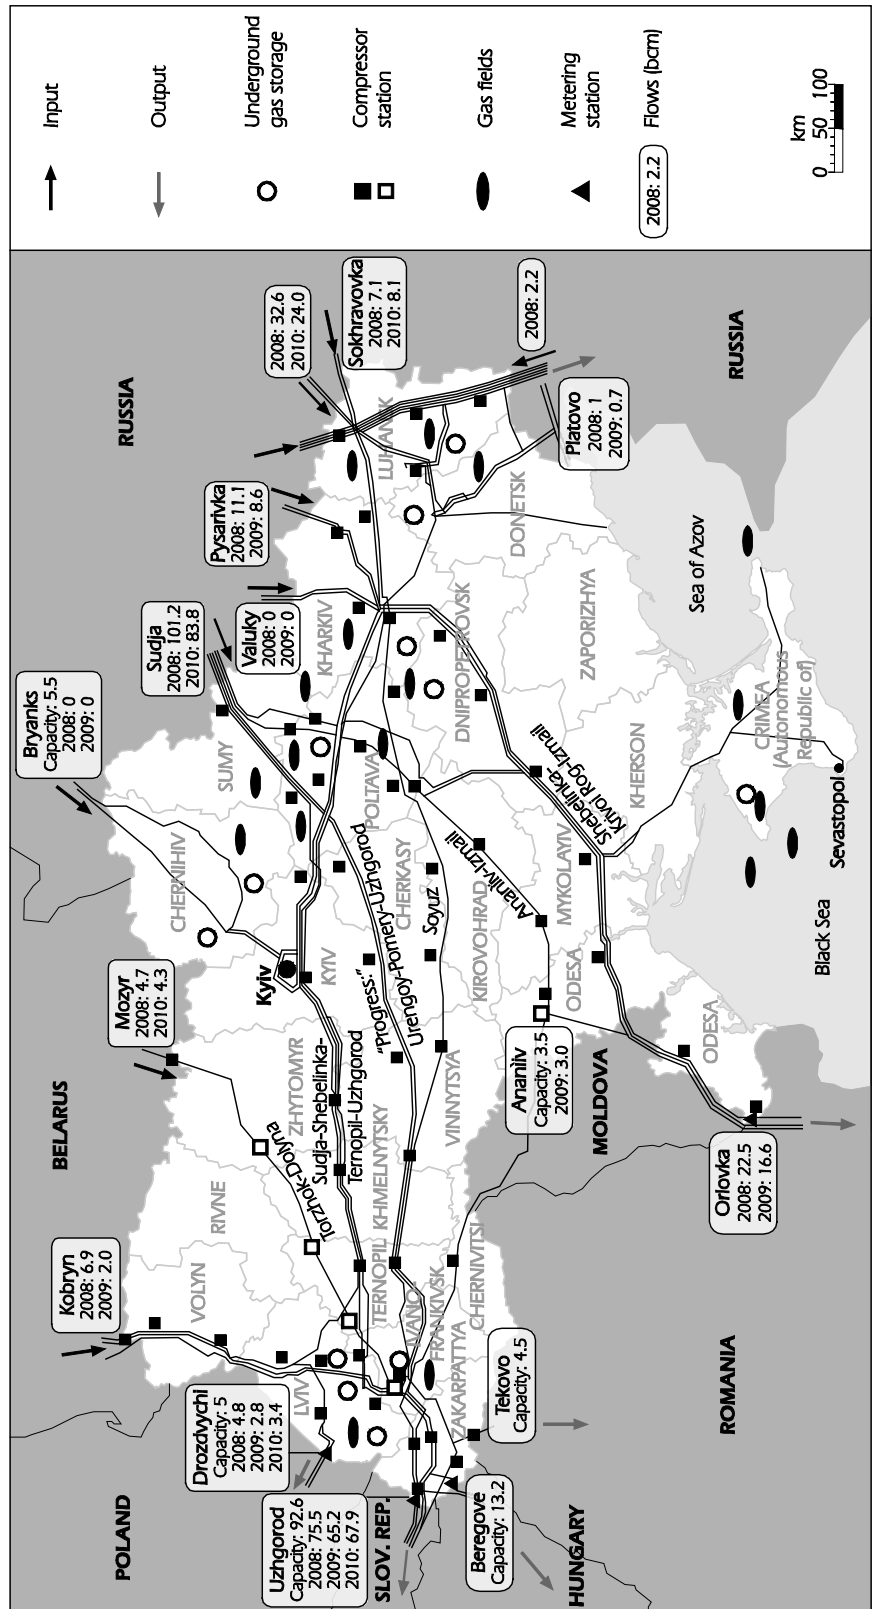 Input
Output
Underground
gas storage
Compressor
station
Gas fields
Metering
station
2008: 2.2
Flows (bcm)
km
0 50 100
POLAND
BELARUS
RUSSIA
RUSSIA
SLOV. REP.
HUNGARY
ROMANIA
MOLDOVA
Black Sea
Sea of Azov
Sevastopol
Kyiv
Kobryn
2008: 6.9
2009: 2.0
Mozyr
2008: 4.7
2010: 4.3
Bryanks
Capacity: 5.5
2008: 0
2009: 0
Sudja
2008: 101.2
2010: 83.8
Valuky
2008: 0
2009: 0
Pysarivka
2008: 11.1
2009: 8.6
2008: 32.6
2010: 24.0
Sokhravovka
2008: 7.1
2010: 8.1
2008: 2.2
Platovo
2008: 1
2009: 0.7
Drozdvychi
Capacity: 5
2008: 4.8
2009: 2.8
2010: 3.4
Uzhgorod
Capacity: 92.6
2008: 75.5
2009: 65.2
2010: 67.9
Beregove
Capacity: 13.2
Tekovo
Capacity: 4.5
Ananïiv
Capacity: 3.5
2009: 3.0
Orlovka
2008: 22.5
2009: 16.6
VOLYN
RIVNE
ZHYTOMYR
KYIV
CHERNIHIV
SUMY
KHARKIV
LUHANSK
LVIV
TERNOPIL
KHMELNYTSKY
VINNYTSYA
CHERKASY
POLTAVA
DNIPROPETROVSK
DONETSK
ZAKARPATTYA
IVANO-
FRANKIVSK
CHERNIVITSI
KIROVOHRAD
MYKOLAYIV
ODESA
ODESA
KHERSON
ZAPORIZHYA
CRIMEA
(Autonomous
Republic of)
Torzhok-Dolyna
Sudja-Shebelinka-
Ternopil-Uzhgorod
"Progress:"
Urengoy-Pomery-Uzhgorod
Soyuz
Ananiv-Izmail
Shebelinka-
Krivoi Rog-Izmail